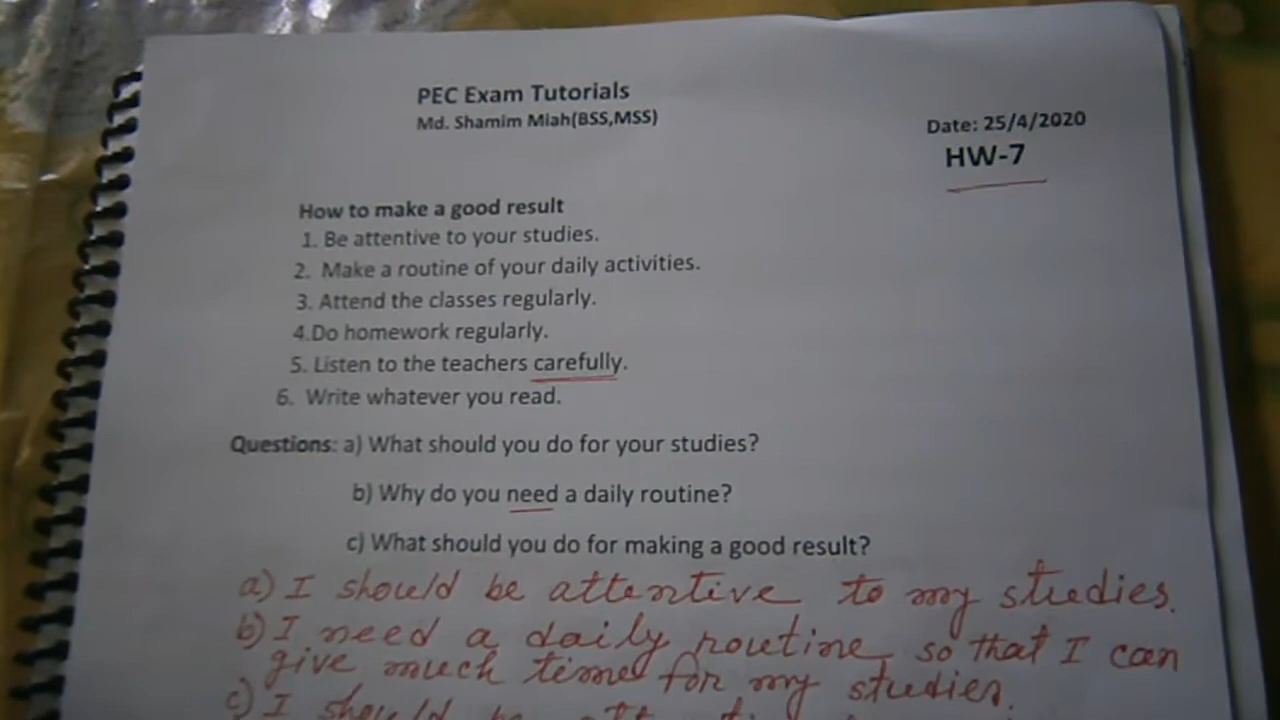 PEC Exam Tutorials
Md. Shamim Miah(BSS,MSS)
Date: 25/4/2020
HW-7
How to make a good result
1. Be attentive to your studies.
2. Make a routine of your daily activities.
3. Attend the classes regularly.
4.Do homework regularly.
5. Listen to the teachers carefully.
6. Write whatever you read.
Questions: a) What should you do for your studies?
b) Why do you need a daily routine?
c) What should you do for making a good result?
a) I should be attentive to my studies.
b) I need a daily routine so that I can
give much time for my studies.
c) I should be